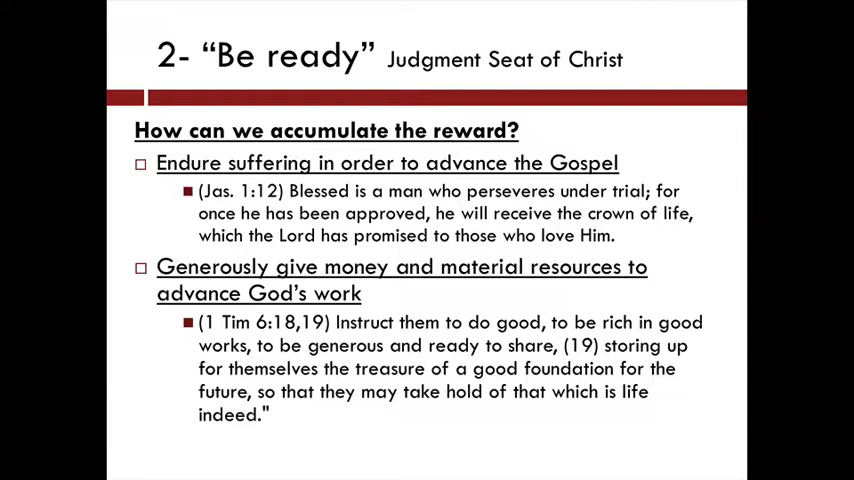 2- “Be ready” Judgment Seat of Christ
How can we accumulate the reward?
Endure suffering in order to advance the Gospel
(Jas. 1:12) Blessed is a man who perseveres under trial; for
once he has been approved, he will receive the crown of life,
which the Lord has promised to those who love Him.
Generously give money and material resources to
advance God’s work
(1 Tim 6:18,19) Instruct them to do good, to be rich in good
works, to be generous and ready to share, (19) storing up
for themselves the treasure of a good foundation for the
future, so that they may take hold of that which is life
indeed."